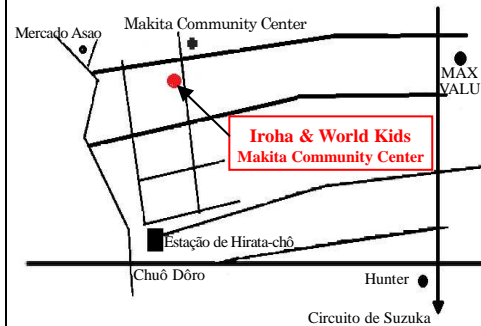 Makita Community Center
Mercado Asao
MAX
VALU
Iroha & World Kids
Makita Community Center
Estação de Hirata-chô
Chuô Dôro
Hunter
Circuito de Suzuka